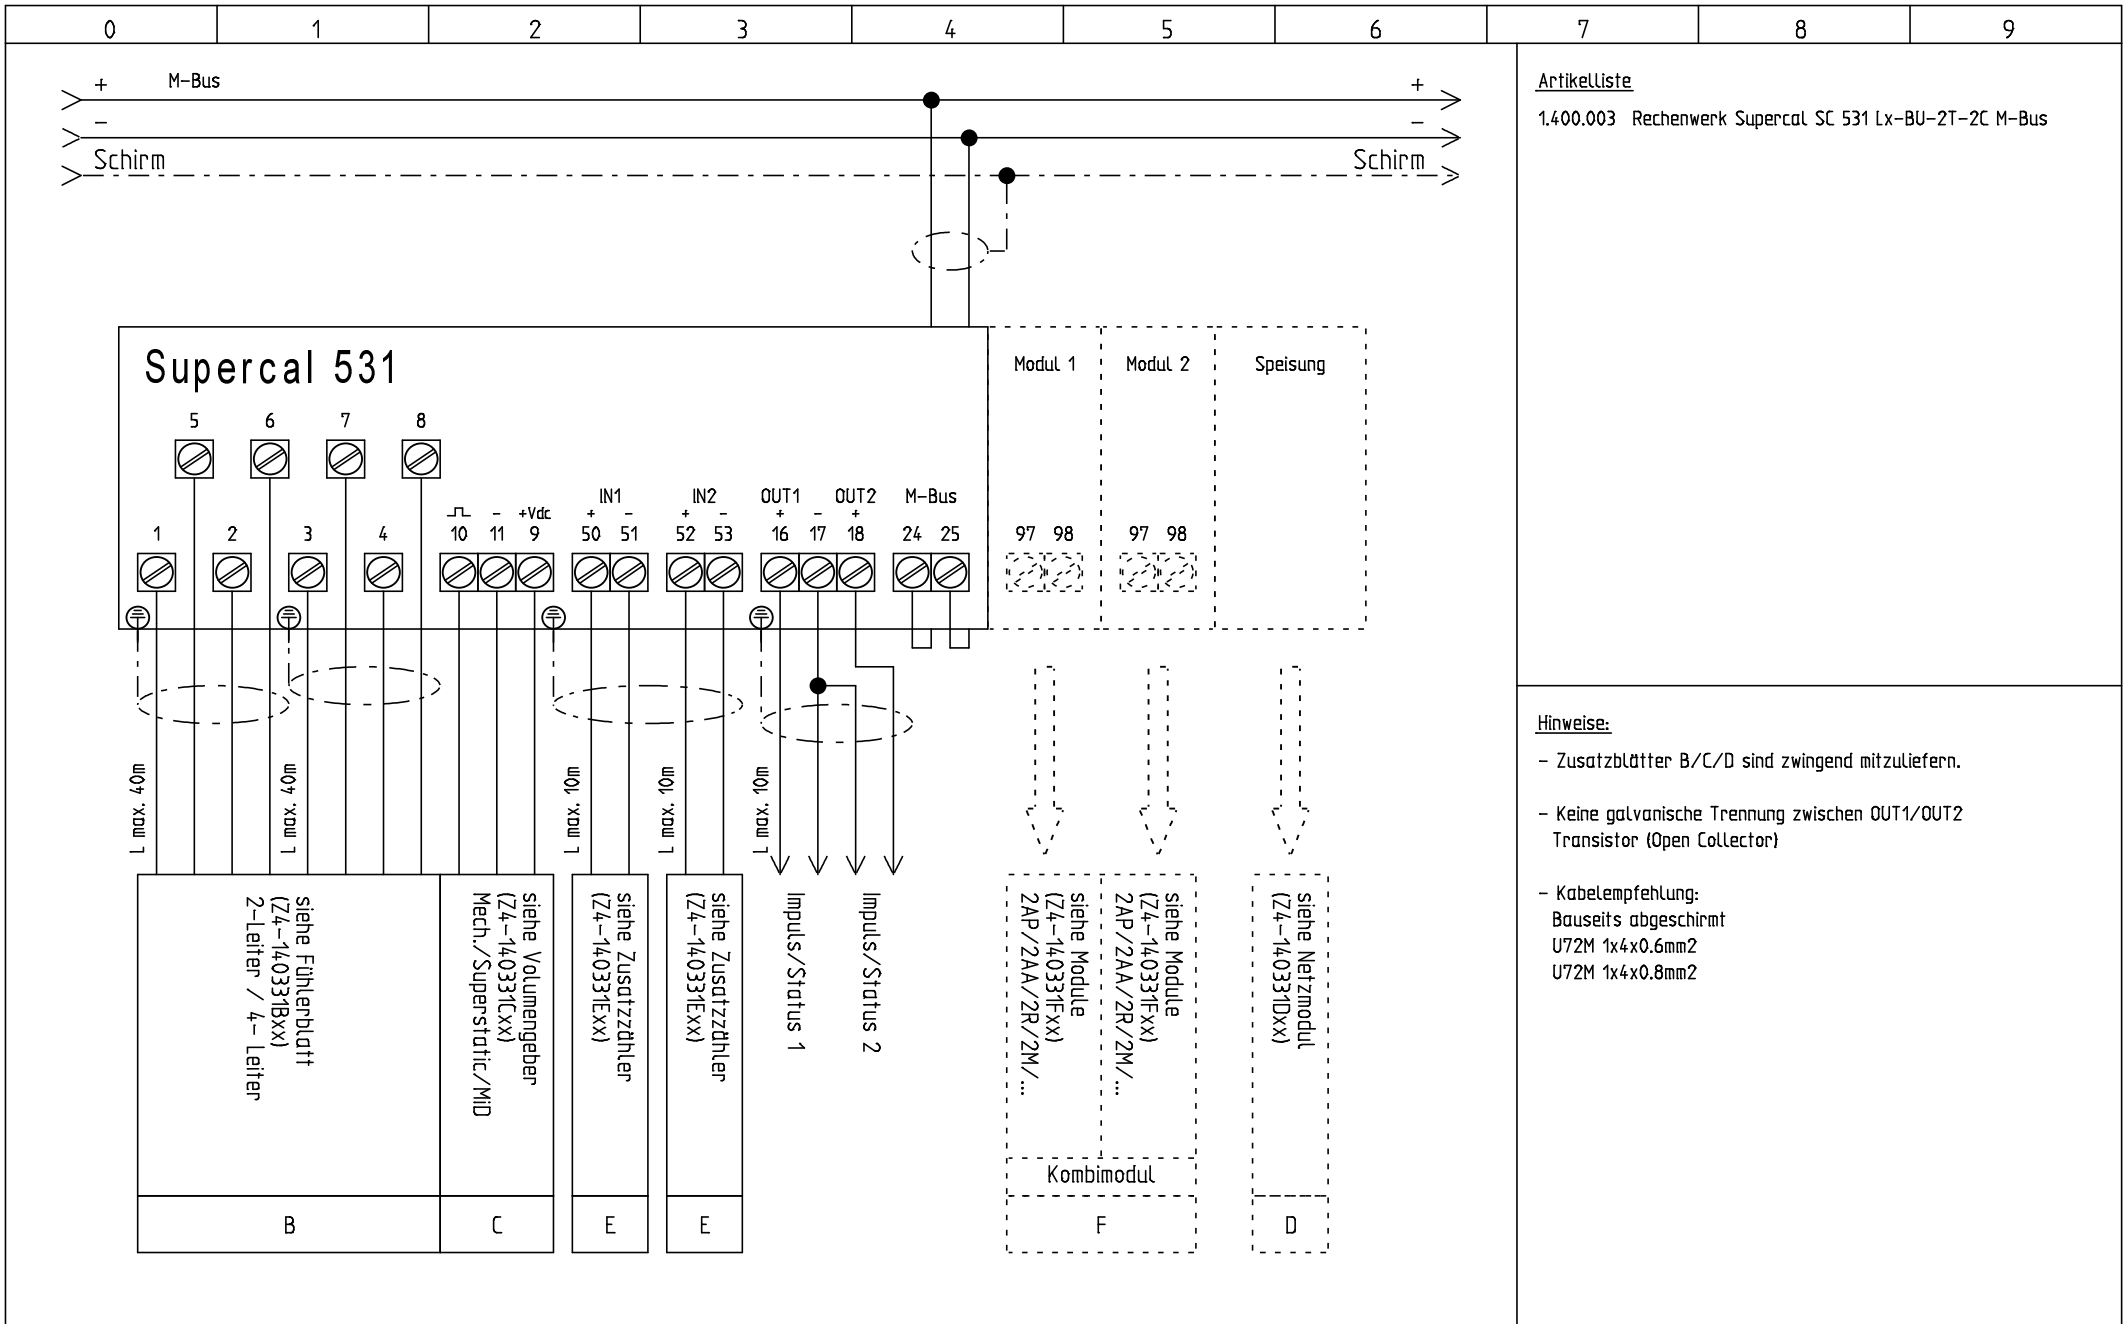 0 1 2 3 4 5 6 7 8 9
+ M-Bus +
- -
Schirm Schirm
Artikelliste
1.400.003 Rechenwerk Supercal SC 531 Lx-BU-2T-2C M-Bus
Supercal 531
Modul 1 Modul 2 Speisung
5 6 7 8
IN1 IN2 OUT1 OUT2 M-Bus
- +Vdc + - + - + - +
1 2 3 4 10 11 9 50 51 52 53 16 17 18 24 25 97 98 97 98
L max. 40m
L max. 40m
L max. 10m
L max. 10m
L max. 10m
siehe Fühlerblatt
(Z4-140331Bxx)
2-Leiter / 4- Leiter
siehe Volumengeber
(Z4-140331Cxx)
Mech./Superstatic/MiD
siehe Zusatzzähler
(Z4-140331Exx)
siehe Zusatzzähler
(Z4-140331Exx)
Impuls/Status 1
Impuls/Status 2
siehe Module
(Z4-140331Fxx)
2AP/2AA/2R/2M/...
siehe Module
(Z4-140331Fxx)
2AP/2AA/2R/2M/...
siehe Netzmodul
(Z4-140331Dxx)
Kombimodul
B C E E F D
Hinweise:
- Zusatzblätter B/C/D sind zwingend mitzuliefern.
- Keine galvanische Trennung zwischen OUT1/OUT2
Transistor (Open Collector)
- Kabelempfehlung:
Bauseits abgeschirmt
U72M 1x4x0.6mm2
U72M 1x4x0.8mm2